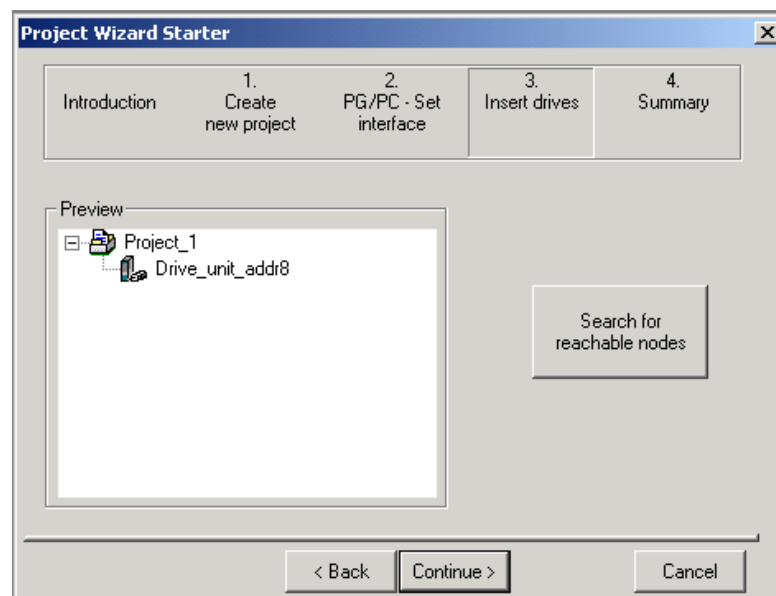 Project Wizard Starter
Introduction
1.
Create
new project
2.
PG/PC - Set
interface
3.
Insert drives
4.
Summary
Preview
Project_1
Drive_unit_addr8
Search for
reachable nodes
< Back
Continue >
Cancel